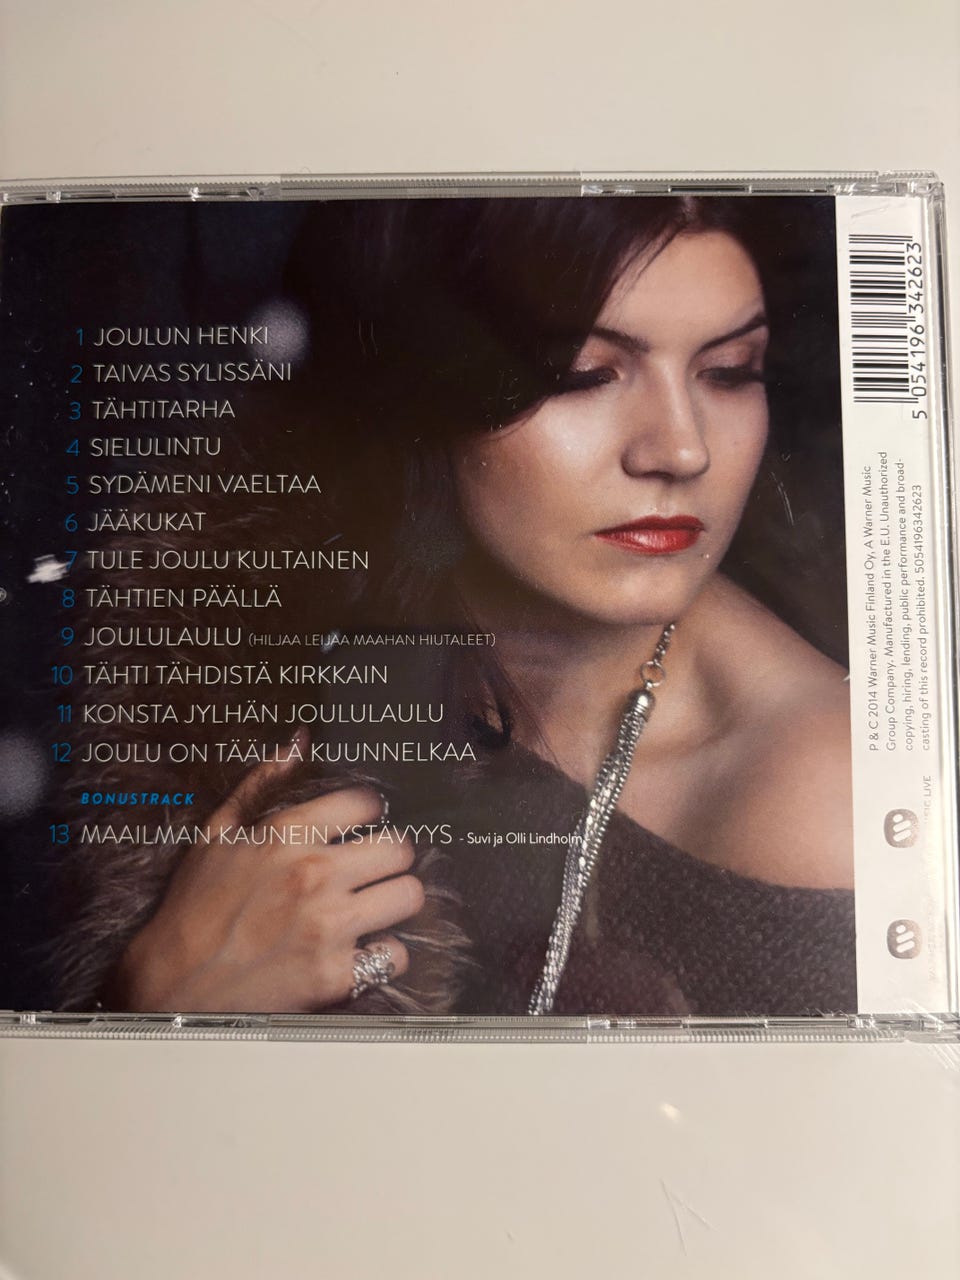 1 JOULUN HENKI
2 TAIVAS SYLISSÄNI
3 TÄHTITARHA
4 SIELULINTU
5 SYDÄMENI VAELTAA
6 JÄÄKUKAT
7 TULE JOULU KULTAINEN
8 TÄHTIEN PÄÄLLÄ
9 JOULULAULU (HILJAA LEIJAA MAAHAN HIUTALEET)
10 TÄHTI TÄHDISTÄ KIRKKAIN
11 KONSTA JYLHÄN JOULULAULU
12 JOULU ON TÄÄLLÄ KUUNNELKAA
BONUSTRACK
13 MAAILMAN KAUNEIN YSTÄVYYS - Suvi ja Olli Lindholm
5 054196 342623
P & C 2014 Warner Music Finland Oy, A Warner Music
Group Company. Manufactured in the E.U. Unauthorized
copying, hiring, lending, public performance and broad-
casting of this record prohibited. 5054196342623
LIVE